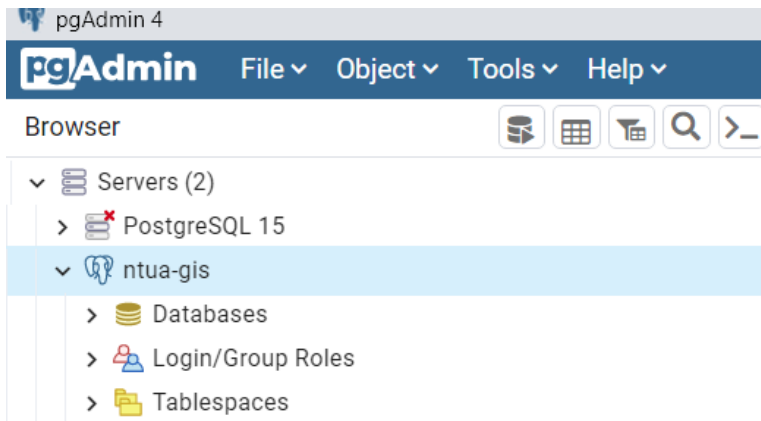 pgAdmin 4
pgAdmin File Object Tools Help
Browser
Servers (2)
PostgreSQL 15
ntua-gis
Databases
Login/Group Roles
Tablespaces